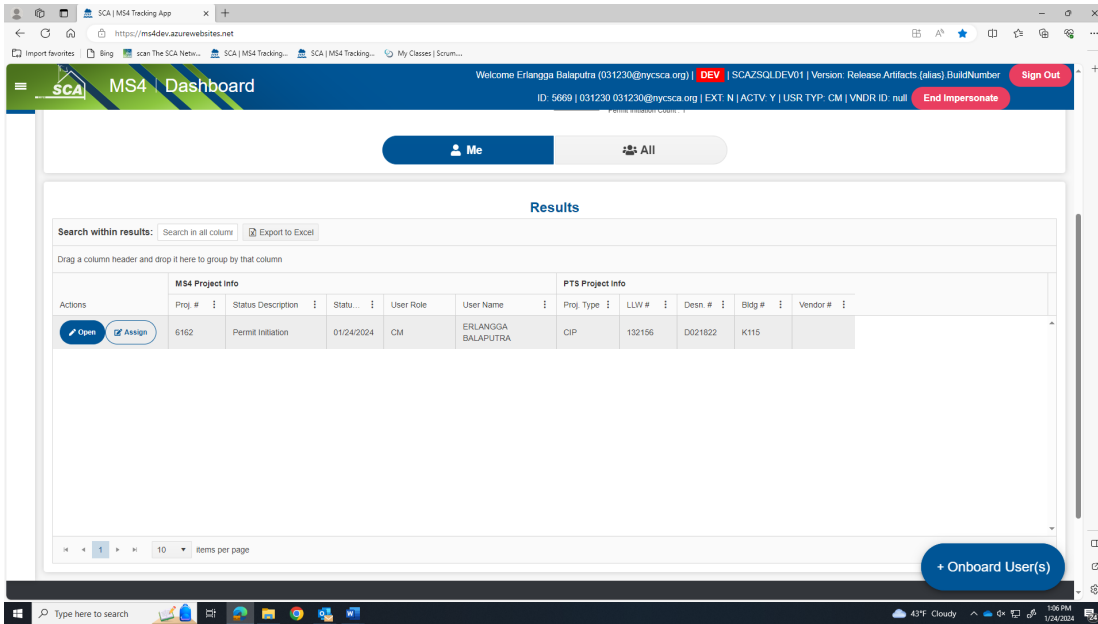 SCA | MS4 Tracking App
https://ms4dev.azurewebsites.net
Import favorites
Bing
scan The SCA Netw...
SCA | MS4 Tracking...
SCA | MS4 Tracking...
My Classes | Scrum....
SCA
MS4 | Dashboard
Welcome Erlangga Balaputra (031230@nycsca.org) | DEV | SCAZSQLDEV01 | Version: Release.Artifacts.{alias}.BuildNumber
Sign Out
ID: 5669 | 031230 031230@nycsca.org | EXT: N | ACTV: Y | USR TYP: CM | VNDR ID: null
End Impersonate
Permit Initiation Count : 1
Me
All
Results
Search within results: Search in all column Export to Excel
Drag a column header and drop it here to group by that column
MS4 Project Info PTS Project Info
Actions Proj. # Status Description Statu... User Role User Name Proj. Type LLW # Desn. # Bldg # Vendor #
Open Assign 6162 Permit Initiation 01/24/2024 CM ERLANGGA BALAPUTRA CIP 132156 D021822 K115
1 10 items per page
+ Onboard User(s)
Type here to search
43°F Cloudy
1:06 PM
1/24/2024
24